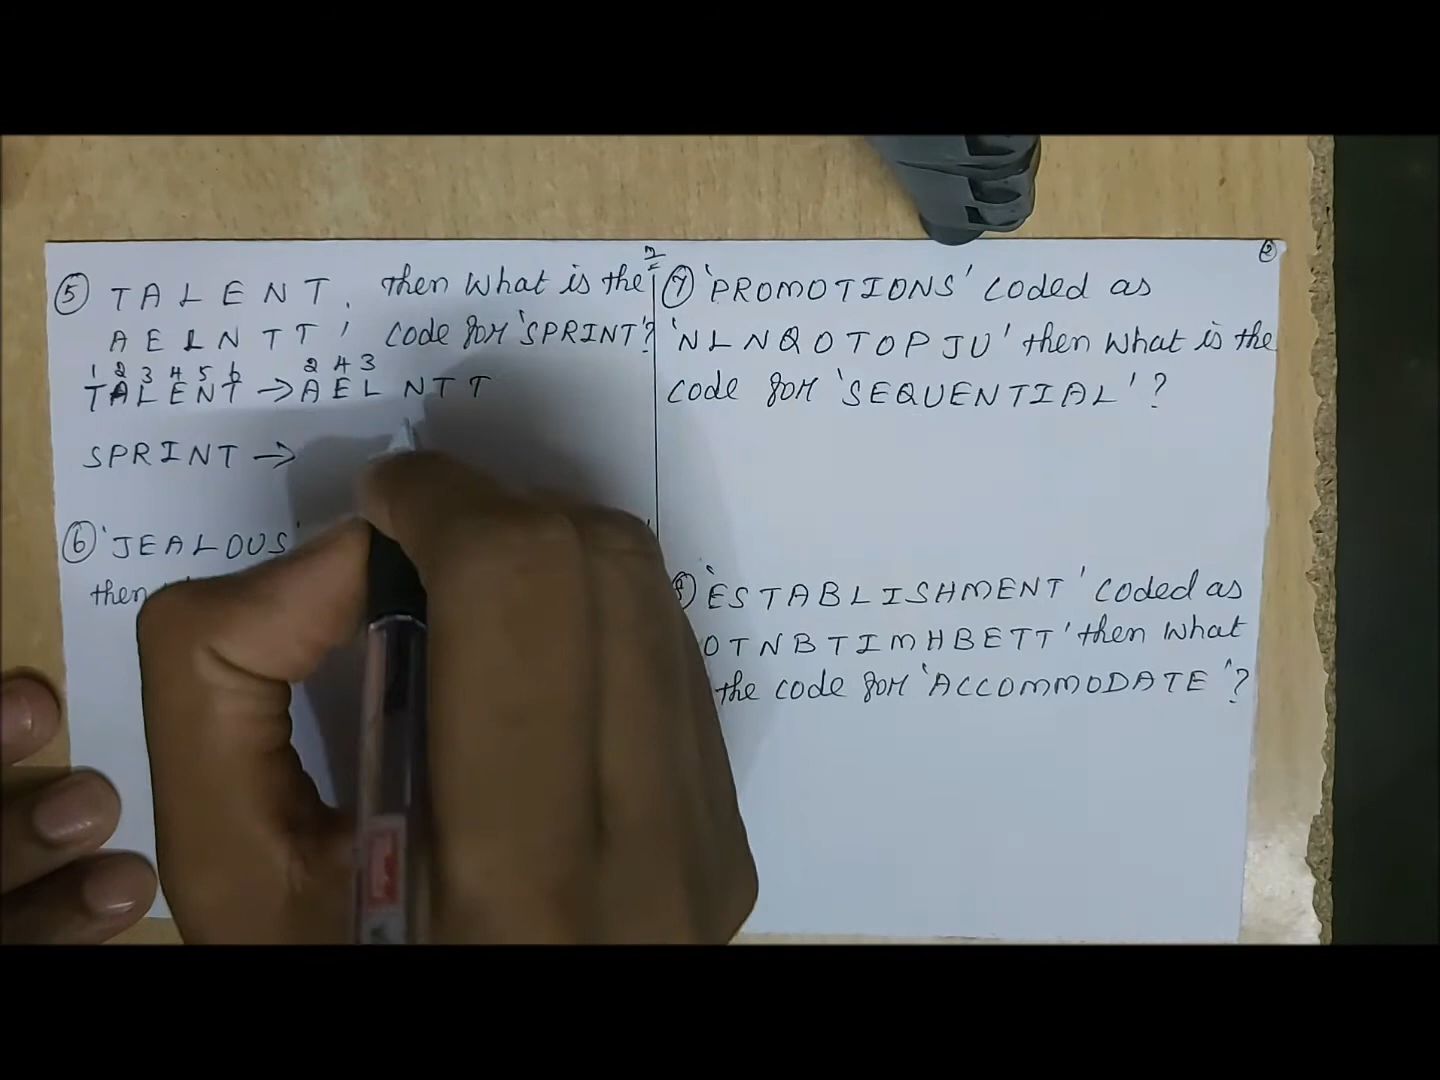 5 TALENT, then what is the
AELNTT' code for 'SPRINT'?
1 2 3 4 5 6 2 4 3
TALENT → AELNTT
SPRINT →
6 'JEALOUS'
then
2
7 'PROMOTIONS' coded as
'NLNQOTOPJU' then what is the
code for 'SEQUENTIAL'?
8 'ESTABLISHMENT' coded as
OTNBTIMHBETT' then what
the code for 'ACCOMMODATE'?